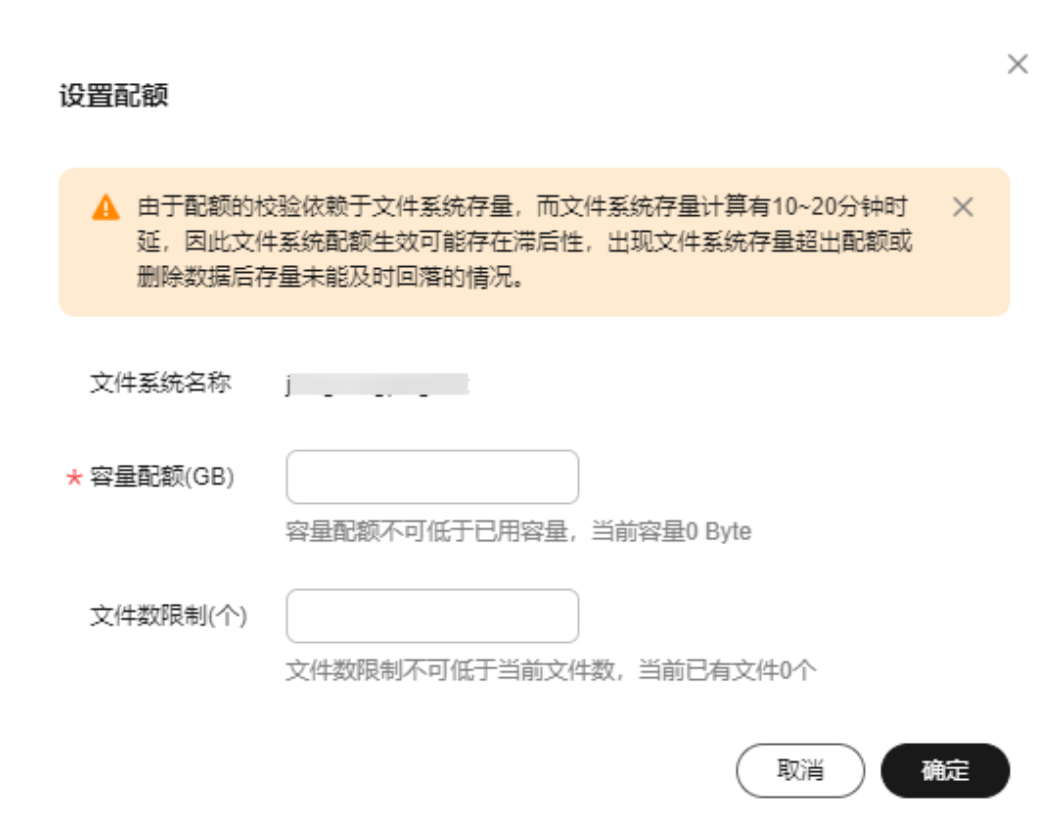 设置配额
由于配额的校验依赖于文件系统存量，而文件系统存量计算有10~20分钟时
延，因此文件系统配额生效可能存在滞后性，出现文件系统存量超出配额或
删除数据后存量未能及时回落的情况。
文件系统名称 j
* 容量配额(GB)
容量配额不可低于已用容量，当前容量0 Byte
文件数限制(个)
文件数限制不可低于当前文件数，当前已有文件0个
取消 确定